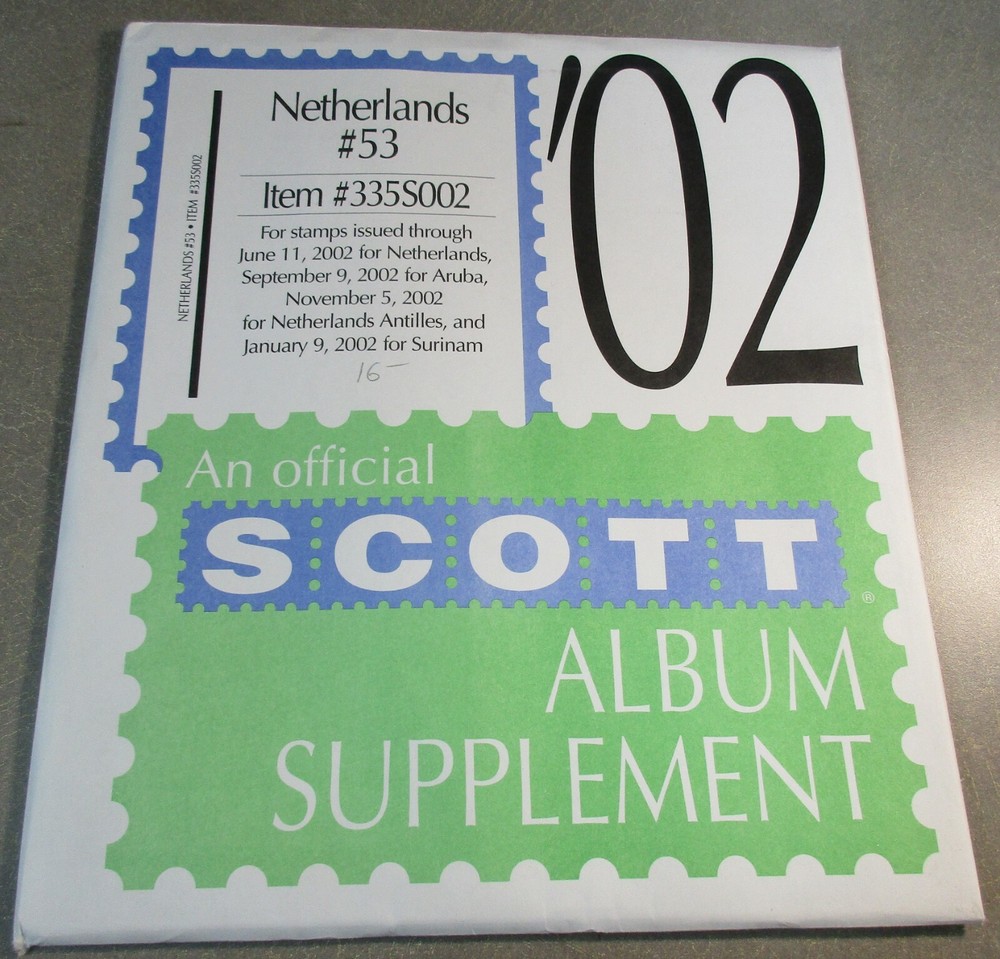 Netherlands
#53
Item #335S002
For stamps issued through
June 11, 2002 for Netherlands,
September 9, 2002 for Aruba,
November 5, 2002
for Netherlands Antilles, and
January 9, 2002 for Surinam
16—
NETHERLANDS #53 • ITEM #335S002
'02
An official
SCOTT®
ALBUM
SUPPLEMENT